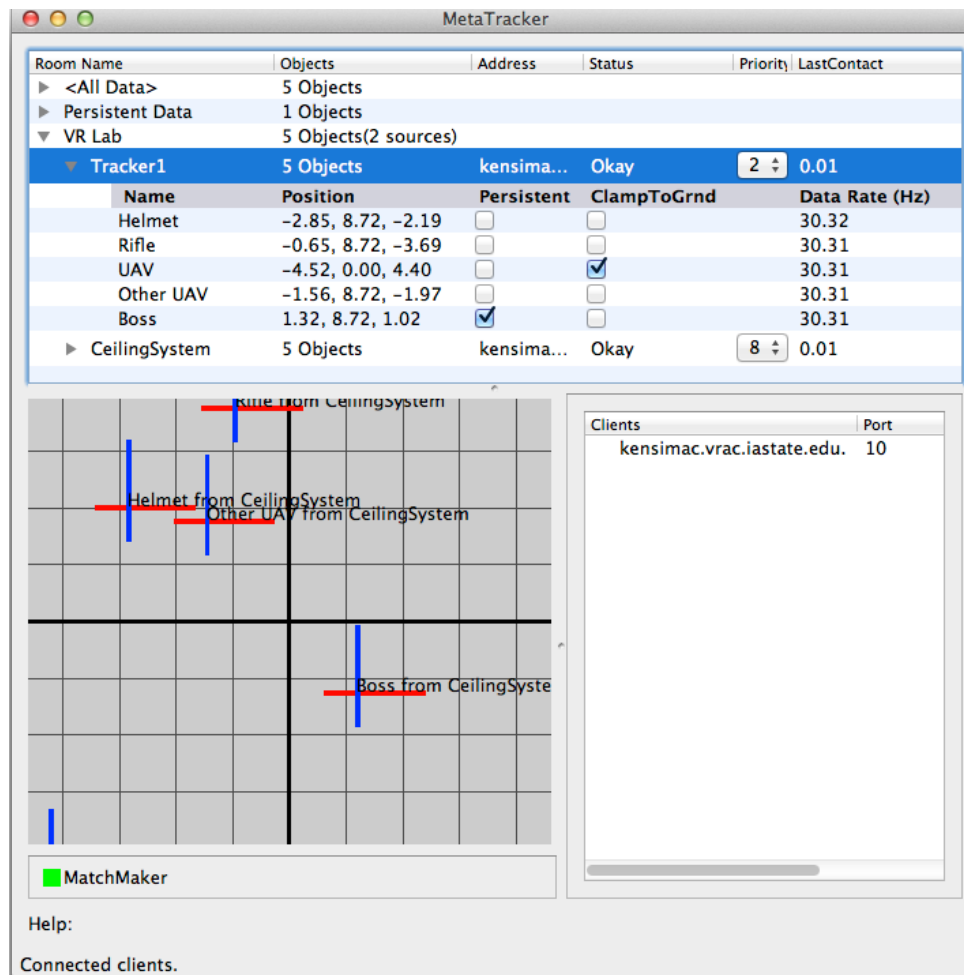 MetaTracker
Room Name Objects Address Status Priority LastContact
<All Data> 5 Objects
Persistent Data 1 Objects
VR Lab 5 Objects(2 sources)
Tracker1 5 Objects kensima... Okay 2 0.01
Name Position Persistent ClampToGrnd Data Rate (Hz)
Helmet -2.85, 8.72, -2.19 30.32
Rifle -0.65, 8.72, -3.69 30.31
UAV -4.52, 0.00, 4.40 30.31
Other UAV -1.56, 8.72, -1.97 30.31
Boss 1.32, 8.72, 1.02 30.31
CeilingSystem 5 Objects kensima... Okay 8 0.01
Rifle from CeilingSystem
Helmet from CeilingSystem
Other UAV from CeilingSystem
Boss from CeilingSyste
Clients Port
kensimac.vrac.iastate.edu. 10
MatchMaker
Help:
Connected clients.